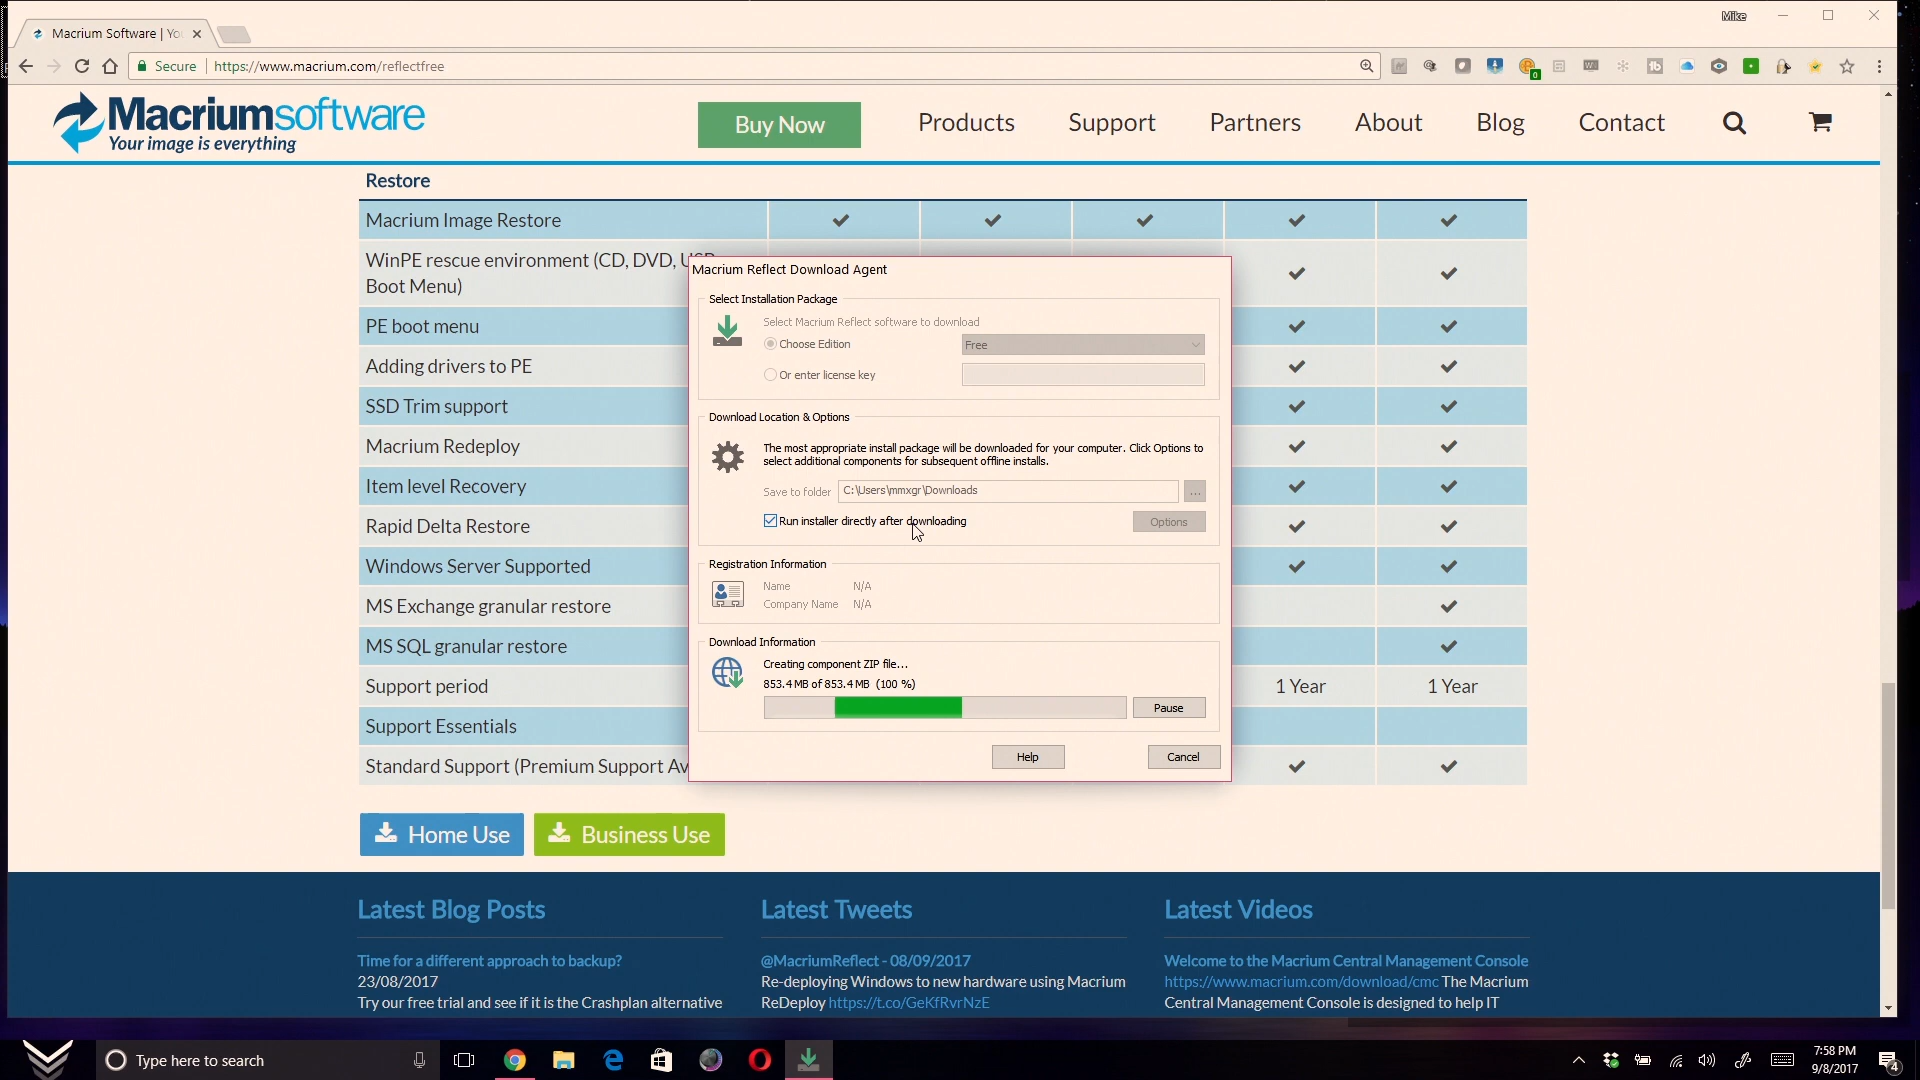 Mike
Macrium Software | Yo
Secure
https://www.macrium.com/reflectfree
0
Macriumsoftware
Your image is everything
Buy Now
Products
Support
Partners
About
Blog
Contact
Restore
Macrium Image Restore
WinPE rescue environment (CD, DVD, USB
Boot Menu)
PE boot menu
Adding drivers to PE
SSD Trim support
Macrium Redeploy
Item level Recovery
Rapid Delta Restore
Windows Server Supported
MS Exchange granular restore
MS SQL granular restore
Support period
1 Year
1 Year
Support Essentials
Standard Support (Premium Support Av
Macrium Reflect Download Agent
Select Installation Package
Select Macrium Reflect software to download
Choose Edition
Free
Or enter license key
Download Location & Options
The most appropriate install package will be downloaded for your computer. Click Options to
select additional components for subsequent offline installs.
Save to folder
C:\Users\mmxgr\Downloads
...
Run installer directly after downloading
Options
Registration Information
Name
N/A
Company Name
N/A
Download Information
Creating component ZIP file...
853.4 MB of 853.4 MB (100 %)
Pause
Help
Cancel
Home Use
Business Use
Latest Blog Posts
Time for a different approach to backup?
23/08/2017
Try our free trial and see if it is the Crashplan alternative
Latest Tweets
@MacriumReflect - 08/09/2017
Re-deploying Windows to new hardware using Macrium
ReDeploy https://t.co/GeKfRvrNzE
Latest Videos
Welcome to the Macrium Central Management Console
https://www.macrium.com/download/cmc The Macrium
Central Management Console is designed to help IT
Type here to search
7:58 PM
9/8/2017
4